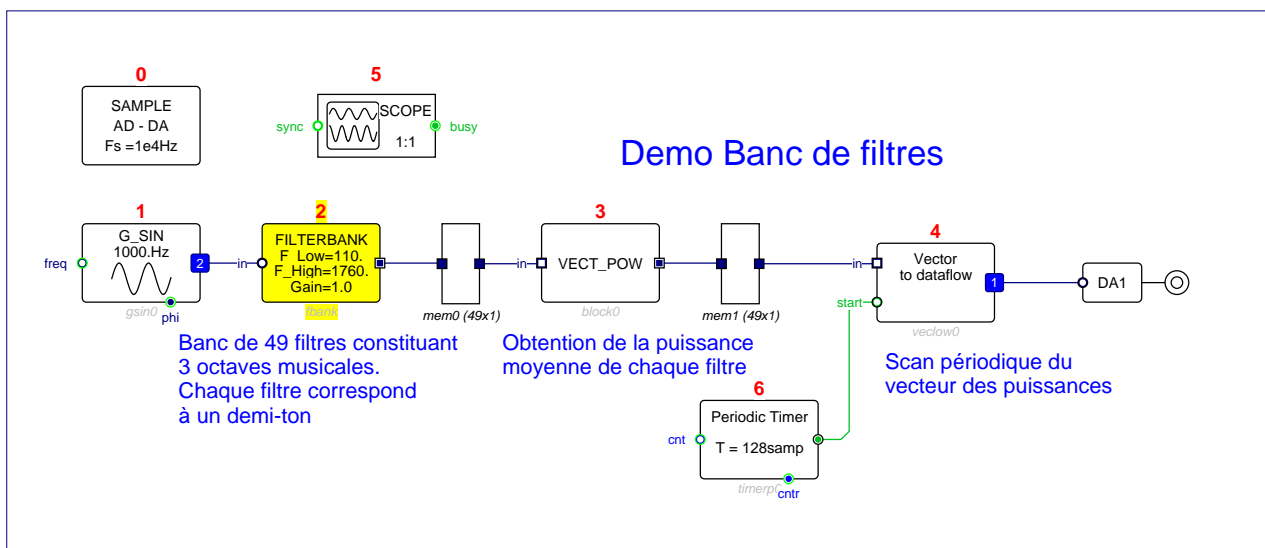 0
SAMPLE
AD - DA
Fs =1e4Hz
5
sync
SCOPE
1:1
busy
Demo Banc de filtres
1
G_SIN
1000.Hz
freq
2
phi
gsin0
2
in
FILTERBANK
F_Low=110.
F_High=1760.
Gain=1.0
fbank
mem0 (49x1)
3
in
VECT_POW
block0
mem1 (49x1)
4
in
Vector
to dataflow
start
1
veclow0
DA1
Banc de 49 filtres constituant
3 octaves musicales.
Chaque filtre correspond
à un demi-ton
Obtention de la puissance
moyenne de chaque filtre
Scan périodique du
vecteur des puissances
6
Periodic Timer
cnt
T = 128samp
cntr